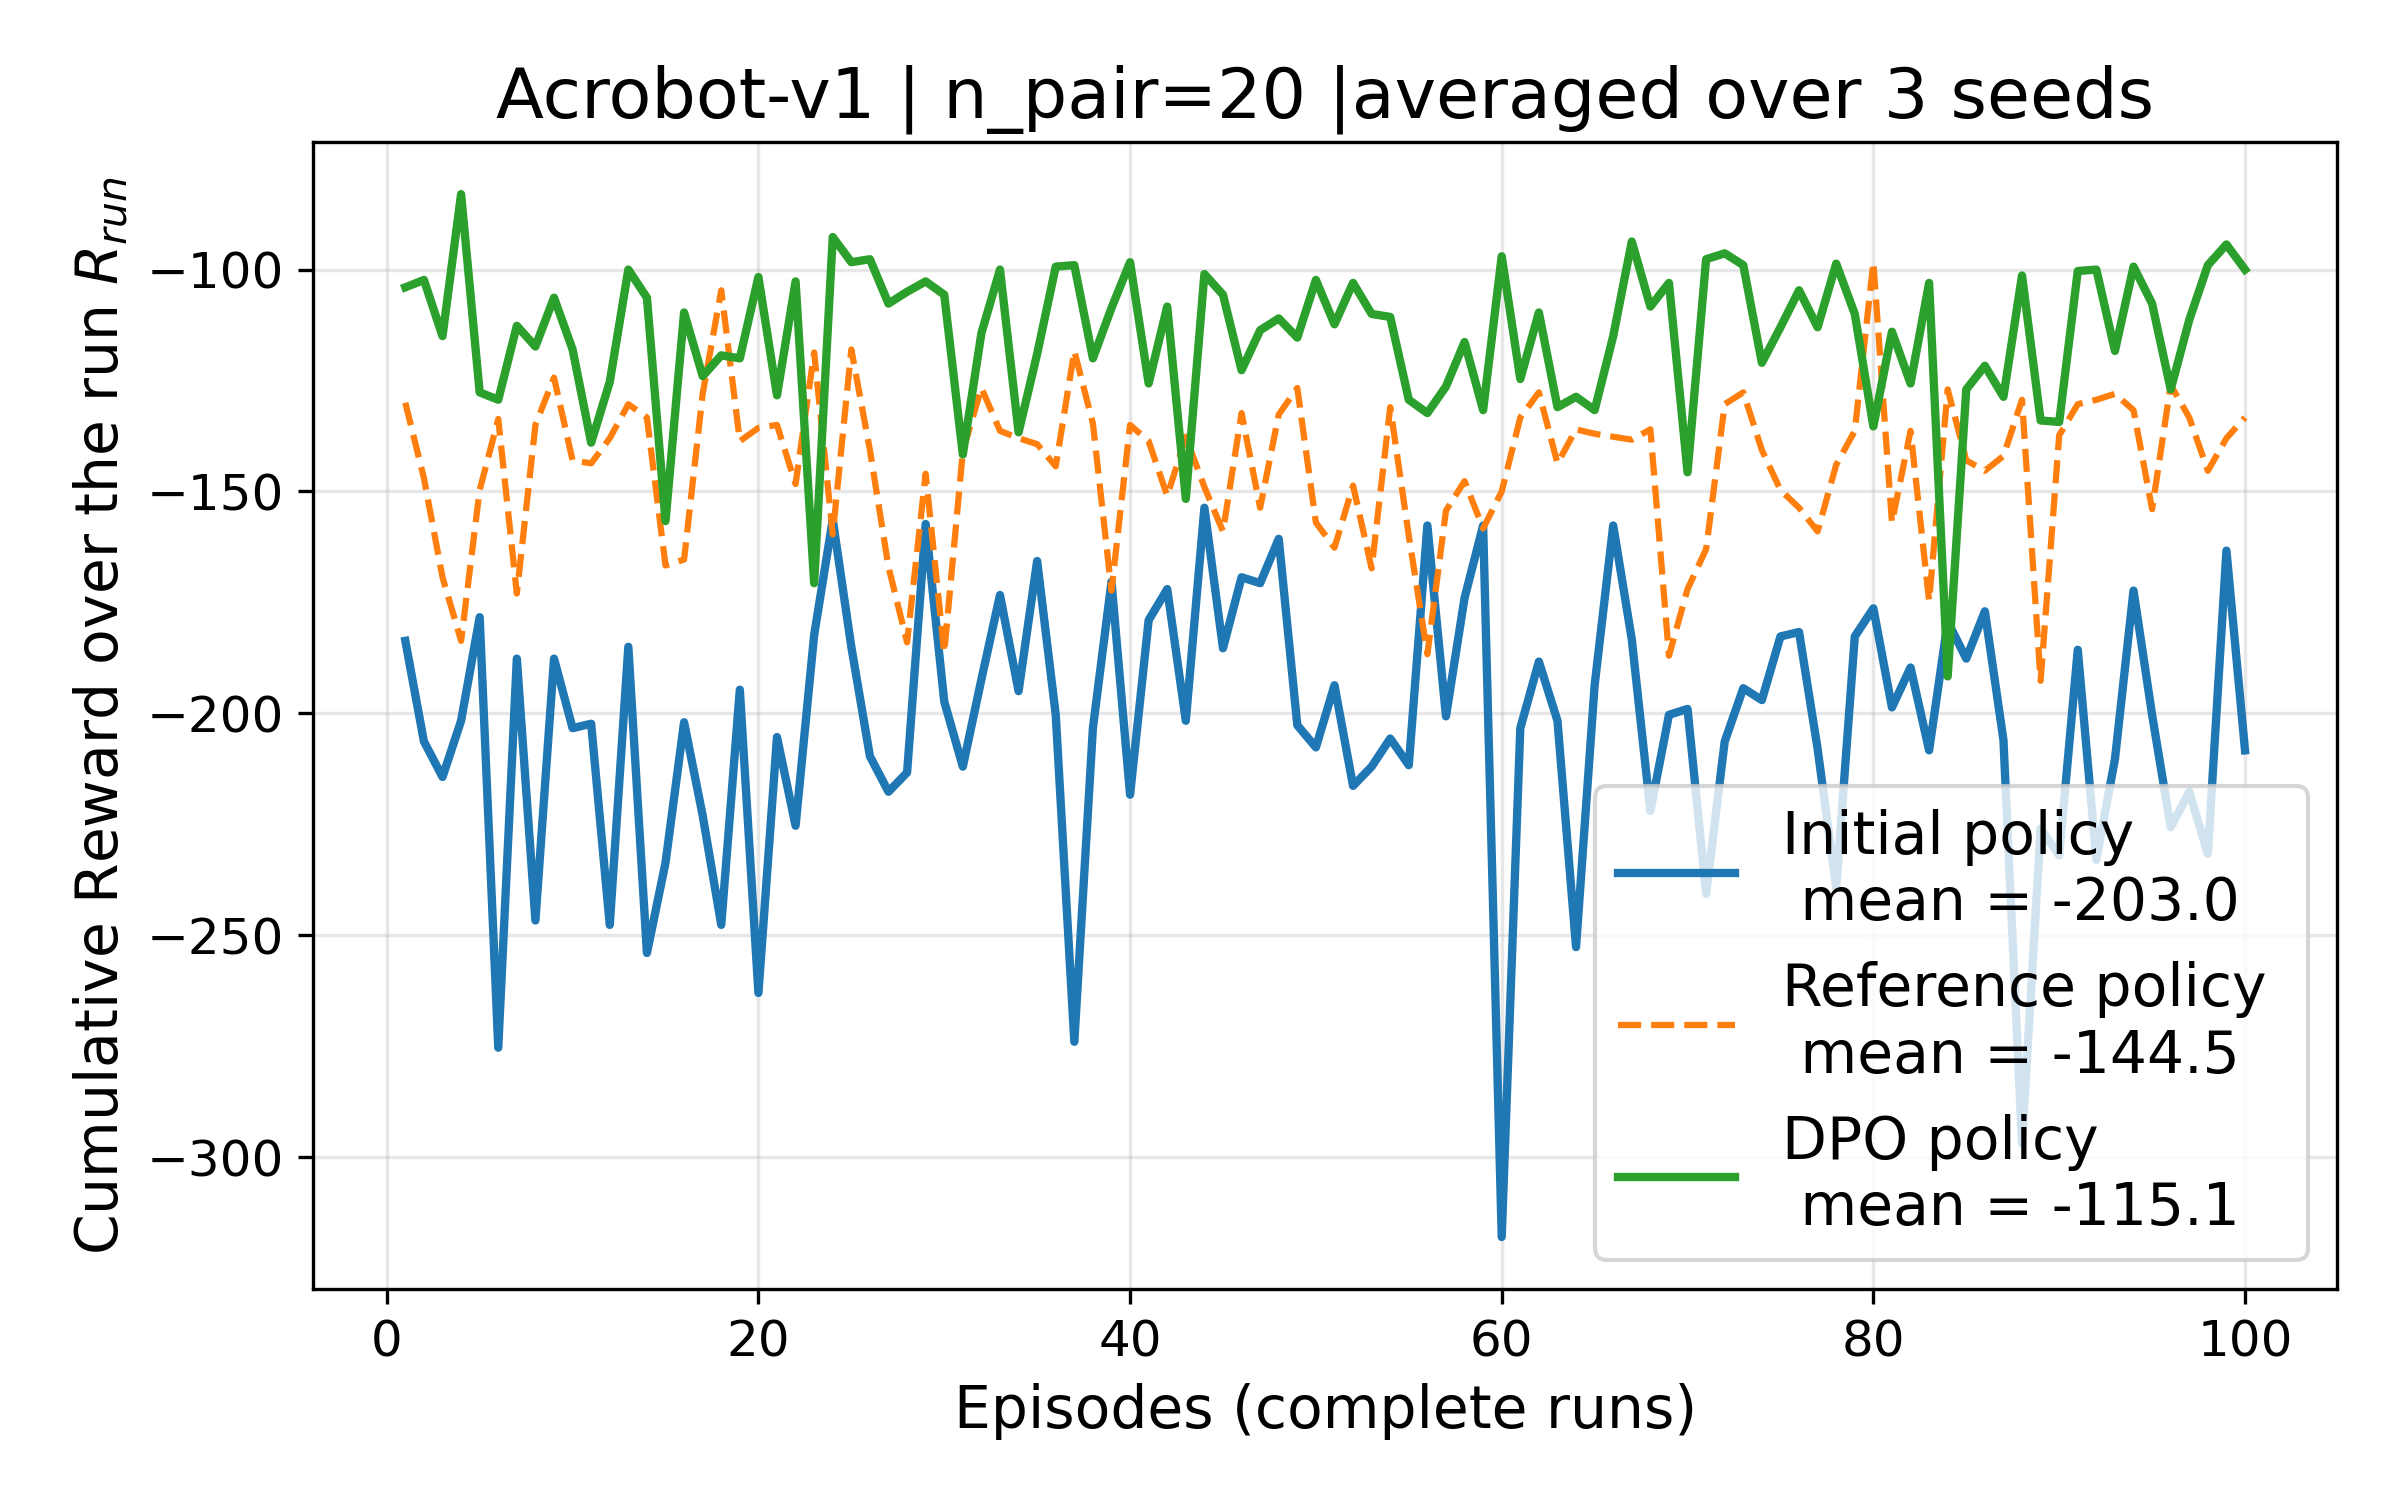 Acrobot-v1 | n_pair=20 |averaged over 3 seeds
Cumulative Reward over the run R_run
−100
−150
−200
−250
−300
Initial policy
mean = -203.0
Reference policy
mean = -144.5
DPO policy
mean = -115.1
0 20 40 60 80 100
Episodes (complete runs)